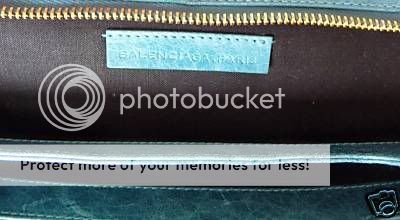 BALENCIAGA.PARIS
photobucket
Protect more of your memories for less!